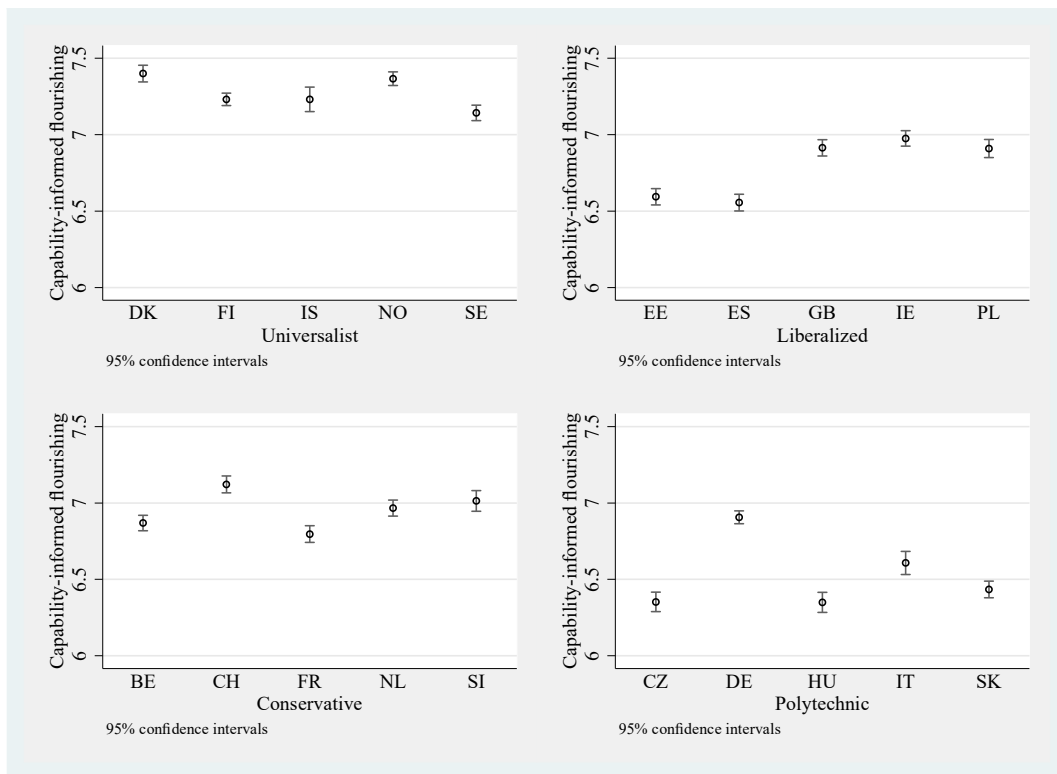 Capability-informed flourishing
7.5
7
6.5
6
DK FI IS NO SE
Universalist
95% confidence intervals
Capability-informed flourishing
7.5
7
6.5
6
EE ES GB IE PL
Liberalized
95% confidence intervals
Capability-informed flourishing
7.5
7
6.5
6
BE CH FR NL SI
Conservative
95% confidence intervals
Capability-informed flourishing
7.5
7
6.5
6
CZ DE HU IT SK
Polytechnic
95% confidence intervals